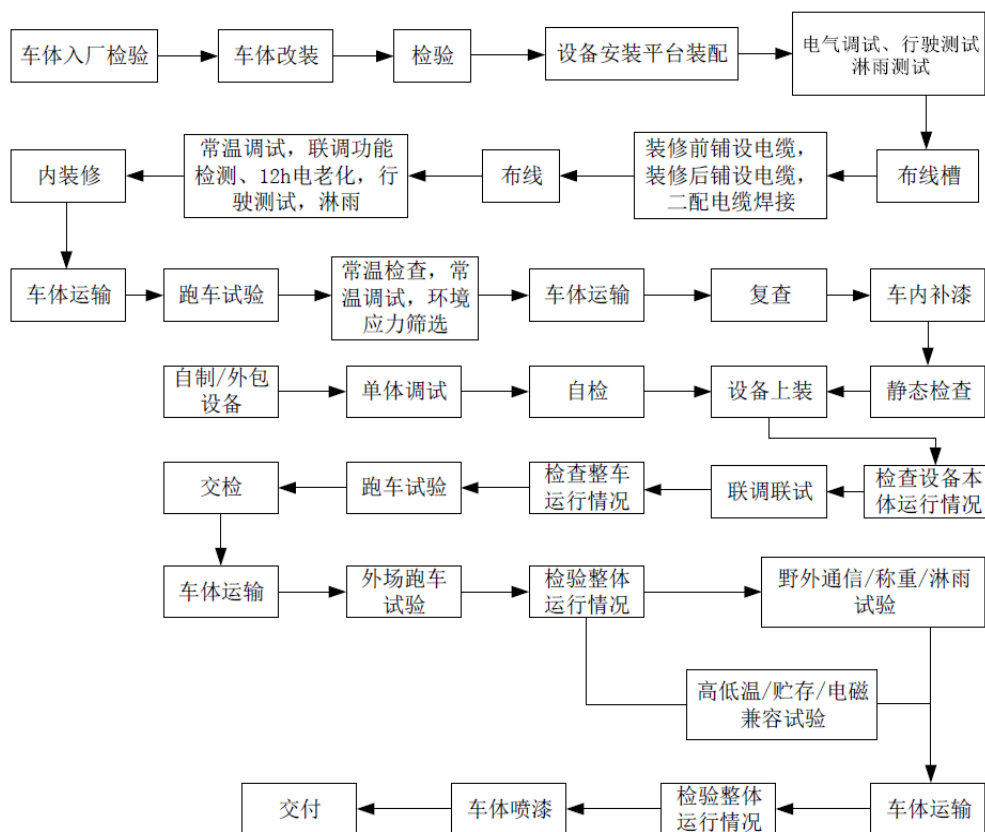 车体入厂检验
车体改装
检验
设备安装平台装配
电气调试、行驶测试
淋雨测试
内装修
常温调试，联调功能
检测、12h电老化，行
驶测试，淋雨
布线
装修前铺设电缆，
装修后铺设电缆，
二配电缆焊接
布线槽
车体运输
跑车试验
常温检查，常
温调试，环境
应力筛选
车体运输
复查
车内补漆
自制/外包
设备
单体调试
自检
设备上装
静态检查
交检
跑车试验
检查整车
运行情况
联调联试
检查设备本
体运行情况
车体运输
外场跑车
试验
检验整体
运行情况
野外通信/称重/淋雨
试验
高低温/贮存/电磁
兼容试验
交付
车体喷漆
检验整体
运行情况
车体运输